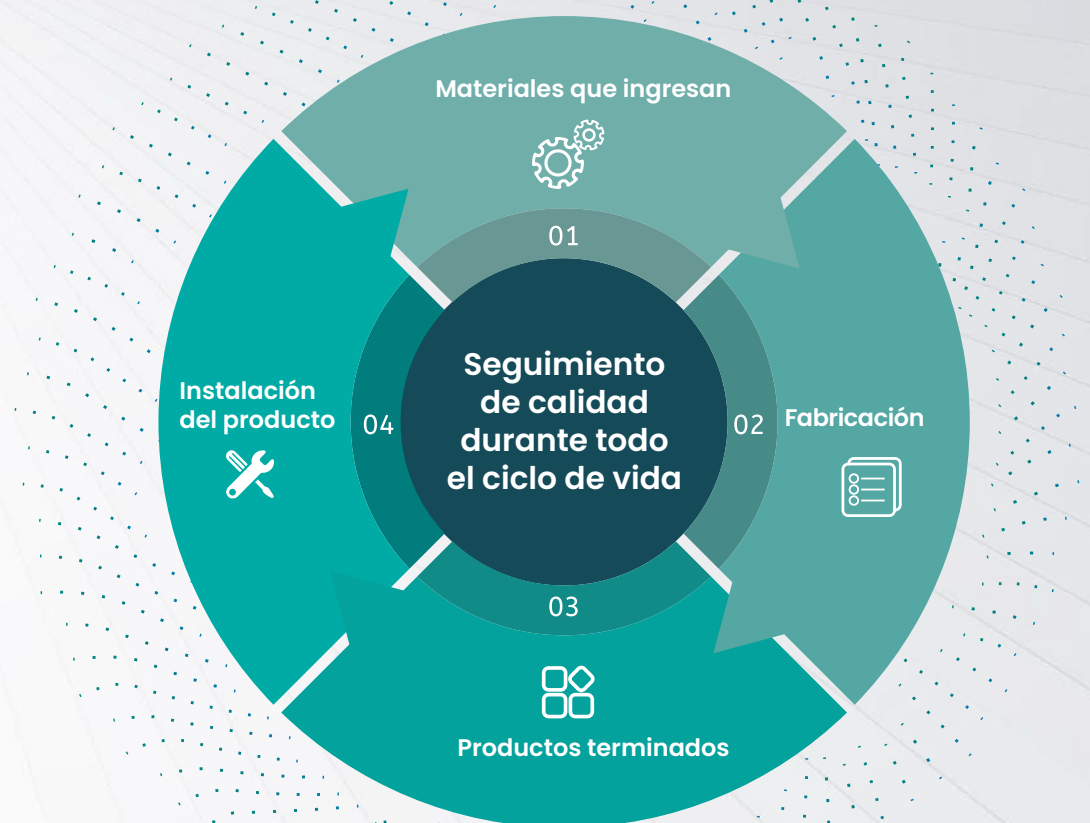 Materiales que ingresan
01
Seguimiento
de calidad
durante todo
el ciclo de vida
02
Fabricación
03
Productos terminados
04
Instalación
del producto